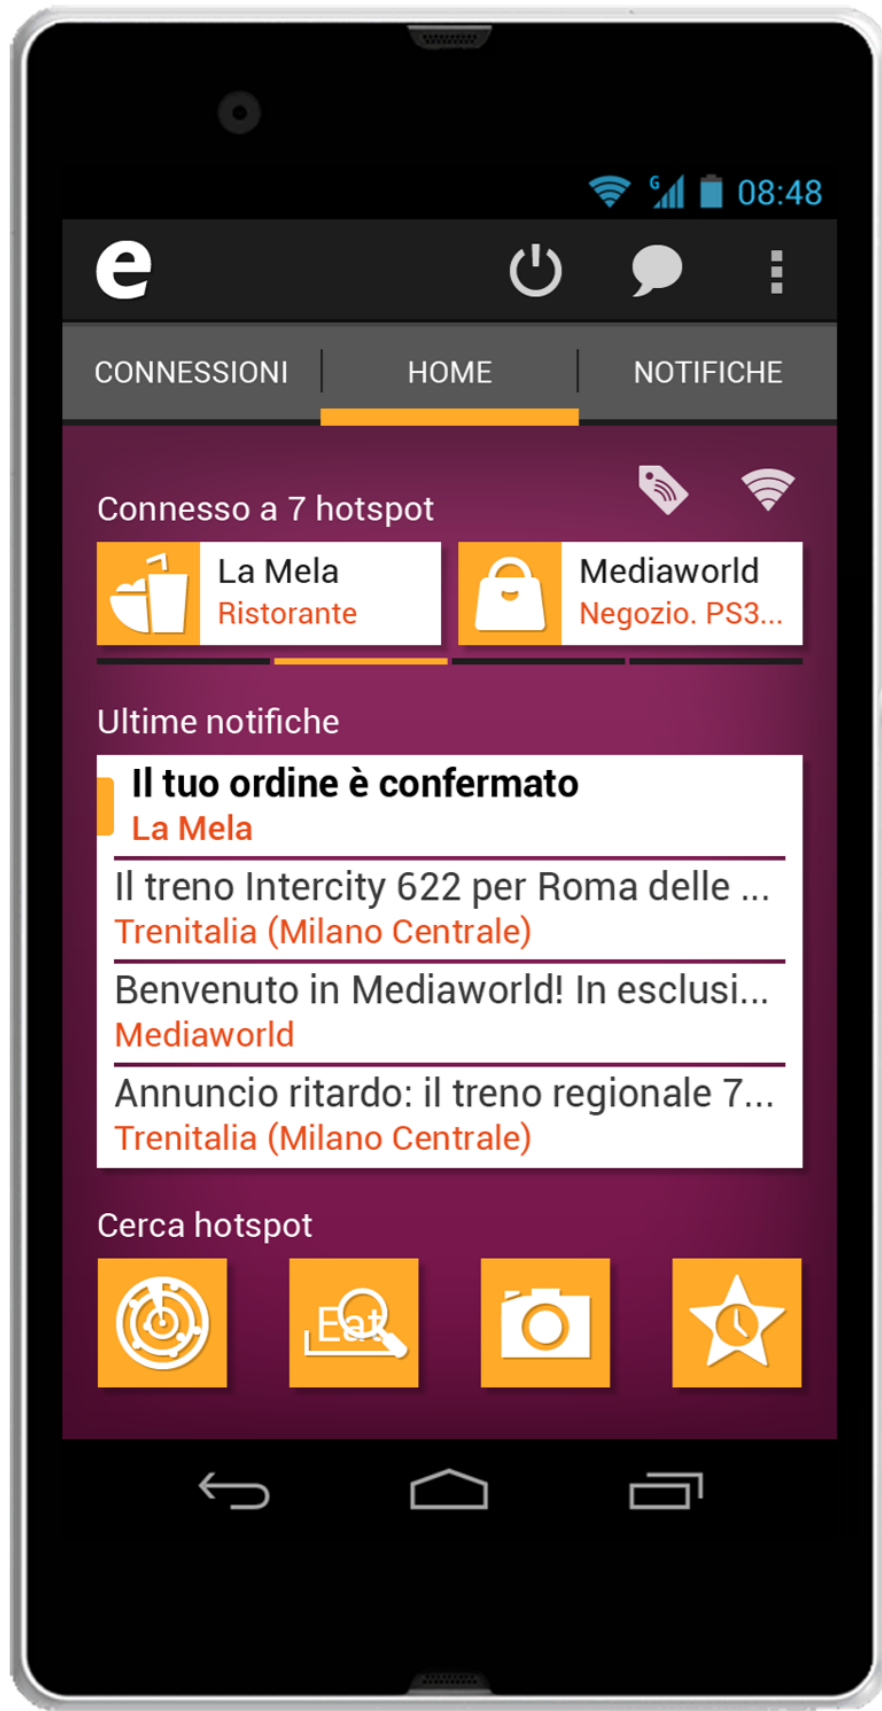 G 08:48
e
CONNESSIONI HOME NOTIFICHE
Connesso a 7 hotspot
La Mela
Ristorante
Mediaworld
Negozio. PS3...
Ultime notifiche
Il tuo ordine è confermato
La Mela
Il treno Intercity 622 per Roma delle ...
Trenitalia (Milano Centrale)
Benvenuto in Mediaworld! In esclusi...
Mediaworld
Annuncio ritardo: il treno regionale 7...
Trenitalia (Milano Centrale)
Cerca hotspot
Eat